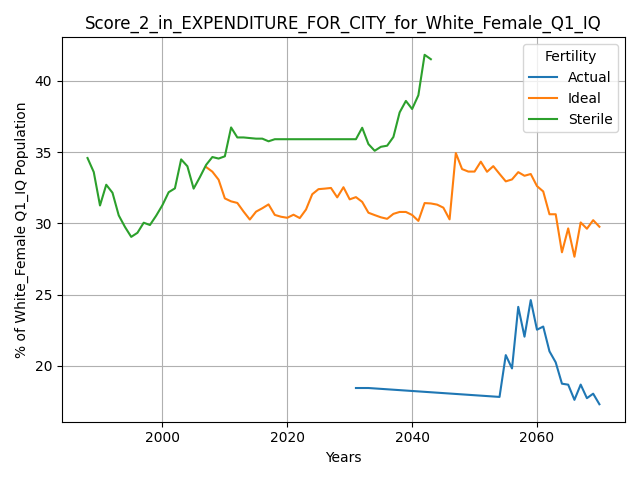 Score_2_in_EXPENDITURE_FOR_CITY_for_White_Female_Q1_IQ
% of White_Female Q1_IQ Population
40
35
30
25
20
2000
2020
2040
2060
Years
Fertility
Actual
Ideal
Sterile